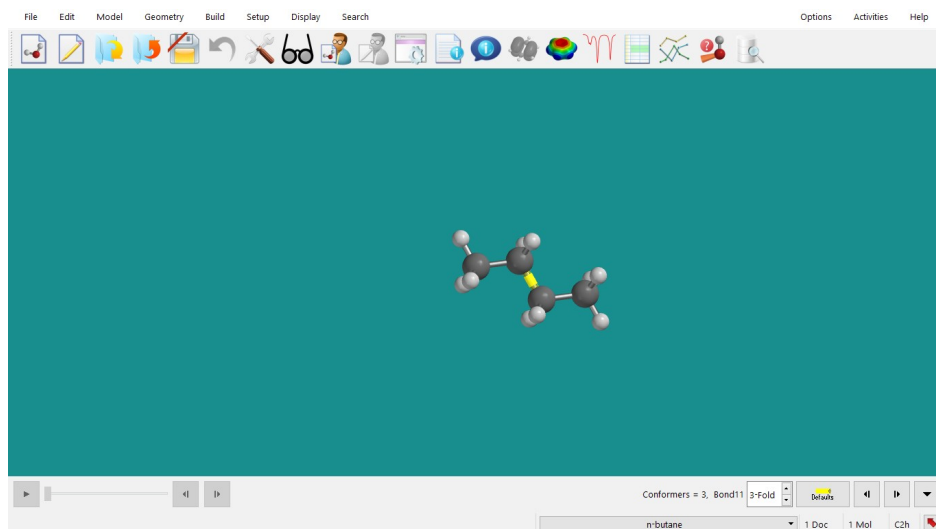 File Edit Model Geometry Build Setup Display Search Options Activities Help
Conformers = 3, Bond11 3-Fold Defaults
n-butane 1 Doc 1 Mol C2h